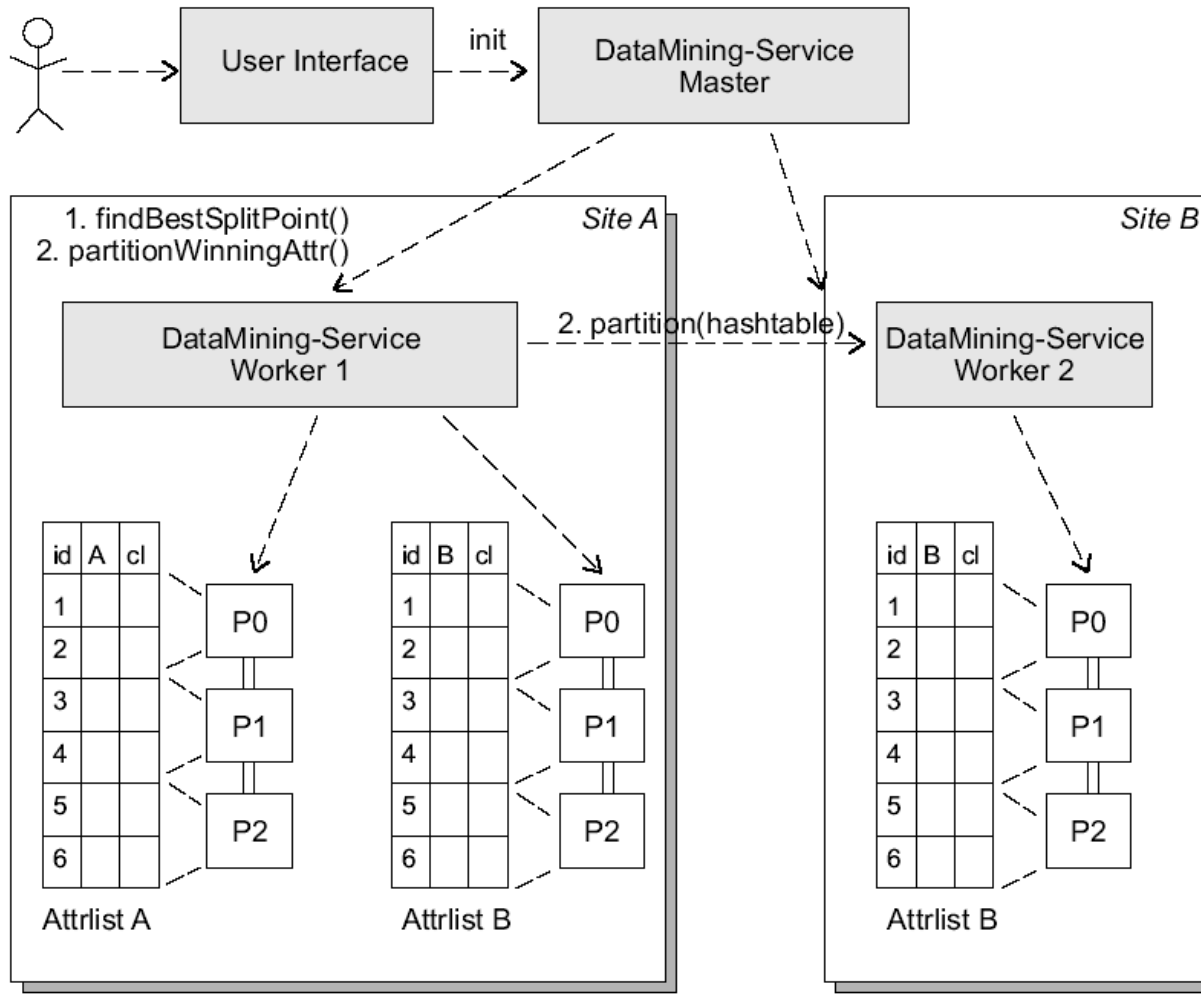 User Interface
init
DataMining-Service
Master
1. findBestSplitPoint()
2. partitionWinningAttr()
Site A
Site B
DataMining-Service
Worker 1
2. partition(hashtable)
DataMining-Service
Worker 2
id A cl
1
2
3
4
5
6
P0
P1
P2
Attrlist A
id B cl
1
2
3
4
5
6
P0
P1
P2
Attrlist B
id B cl
1
2
3
4
5
6
P0
P1
P2
Attrlist B